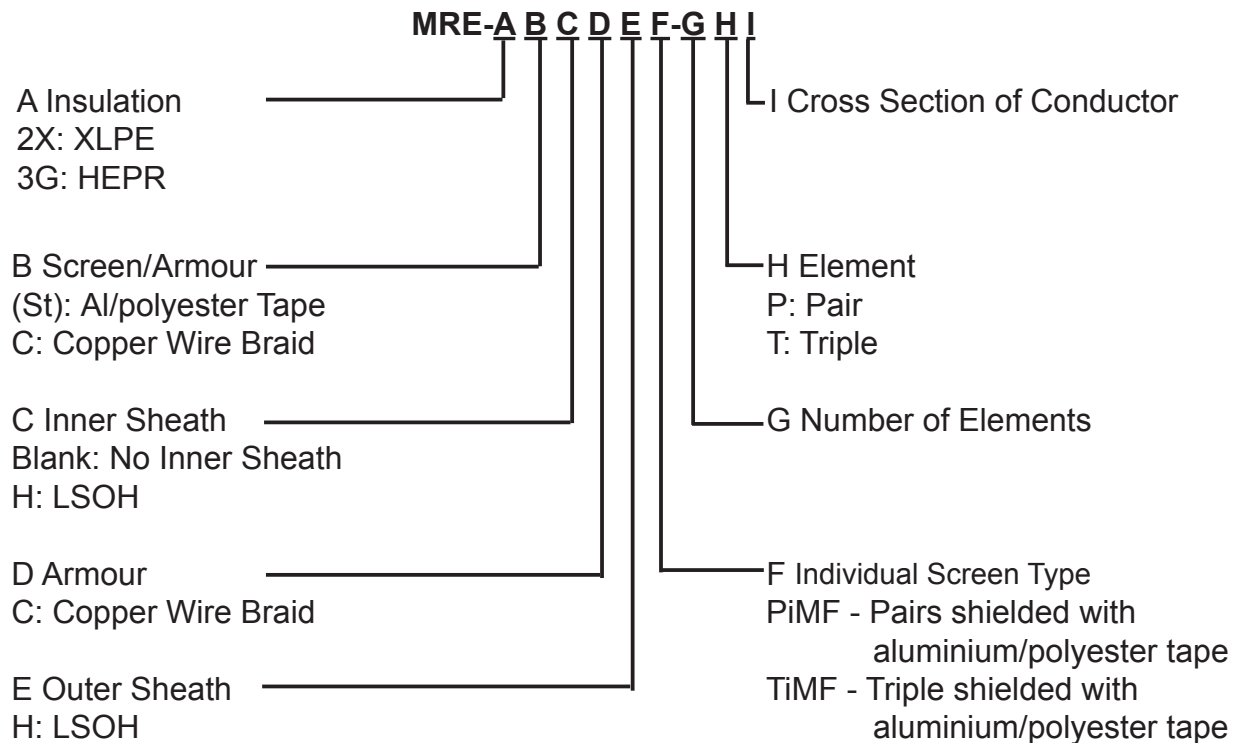 MRE-A B C D E F-G H I
A Insulation
2X: XLPE
3G: HEPR
B Screen/Armour
(St): Al/polyester Tape
C: Copper Wire Braid
C Inner Sheath
Blank: No Inner Sheath
H: LSOH
D Armour
C: Copper Wire Braid
E Outer Sheath
H: LSOH
I Cross Section of Conductor
H Element
P: Pair
T: Triple
G Number of Elements
F Individual Screen Type
PiMF - Pairs shielded with
aluminium/polyester tape
TiMF - Triple shielded with
aluminium/polyester tape